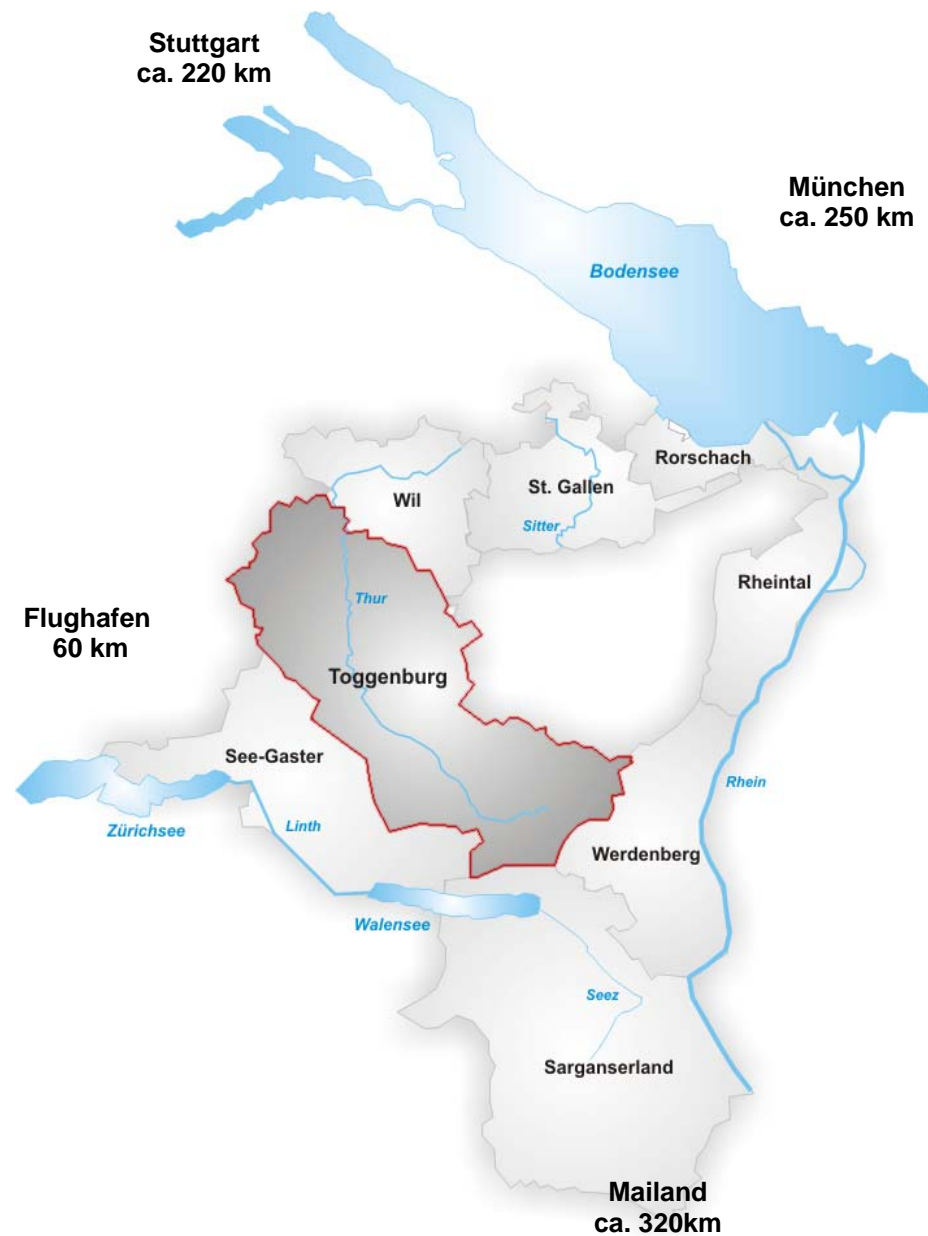 Stuttgart
ca. 220 km
München
ca. 250 km
Bodensee
Rorschach
St. Gallen
Wil
Sitter
Rheintal
Thur
Flughafen
60 km
Toggenburg
See-Gaster
Rhein
Linth
Zürichsee
Werdenberg
Walensee
Seez
Sarganserland
Mailand
ca. 320km